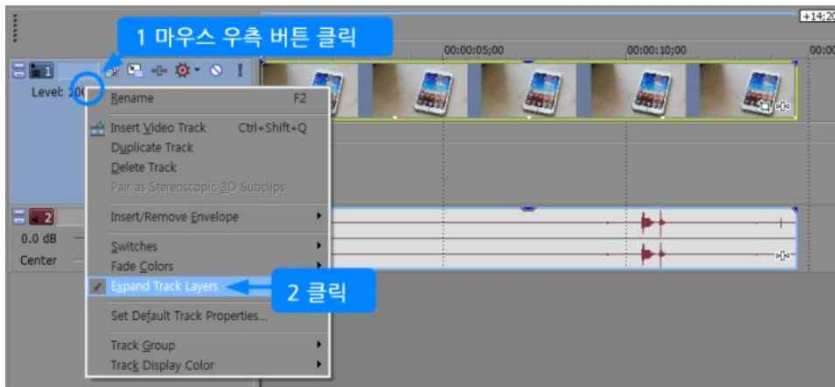 +14;20
1 마우스 우측 버튼 클릭
00:00:05;00
00:00:10;00
1
Level:
Rename F2
Insert Video Track Ctrl+Shift+Q
Duplicate Track
Delete Track
Pair as Stereoscopic 3D Subclips
2
Insert/Remove Envelope
0.0 dB
Switches
Center
Fade Colors
Expand Track Layers
2 클릭
Set Default Track Properties...
Track Group
Track Display Color